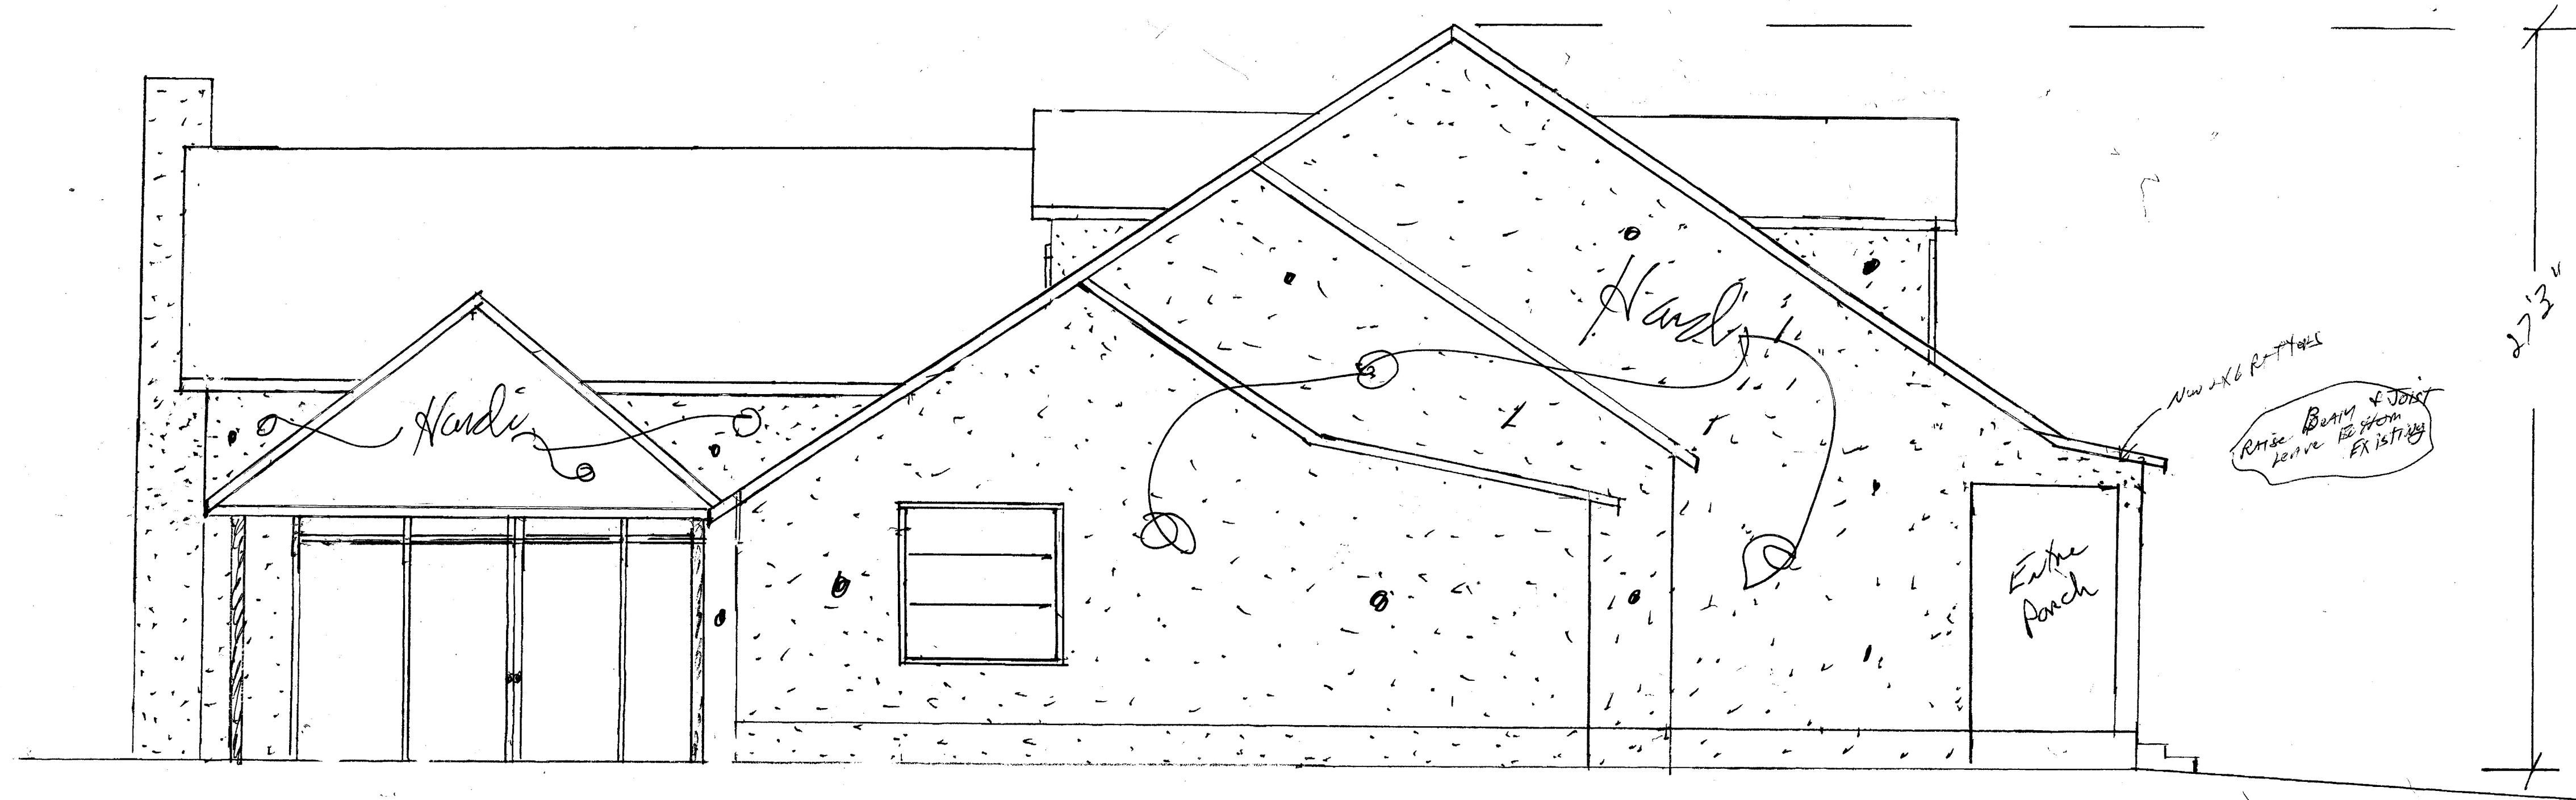 Hardi
Hardi
27'3"
New 2x6 RAFTERS
RAISE BEAM & JOIST
LEAVE BOTTOM
EXISTING
Entre
Porch